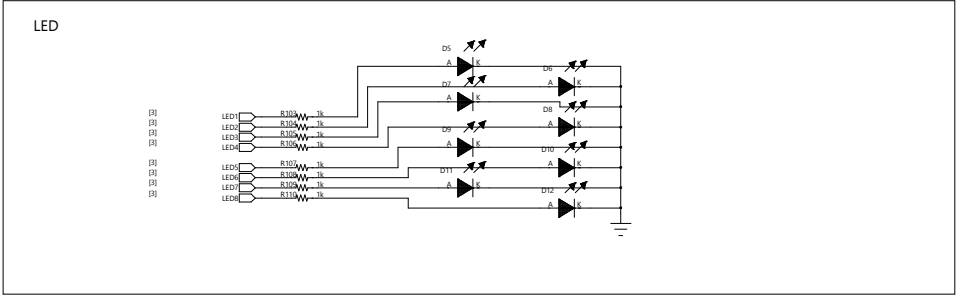 LED
D5
A K
D6
D7
A K
A K
D8
[3] LED1 R103 1k
[3] LED2 R104 1k
A K
[3] LED3 R105 1k
D9
[3] LED4 R106 1k
A K
D10
[3] LED5 R107 1k
A K
D11
[3] LED6 R108 1k
[3] LED7 R109 1k
A K
D12
[3] LED8 R110 1k
A K